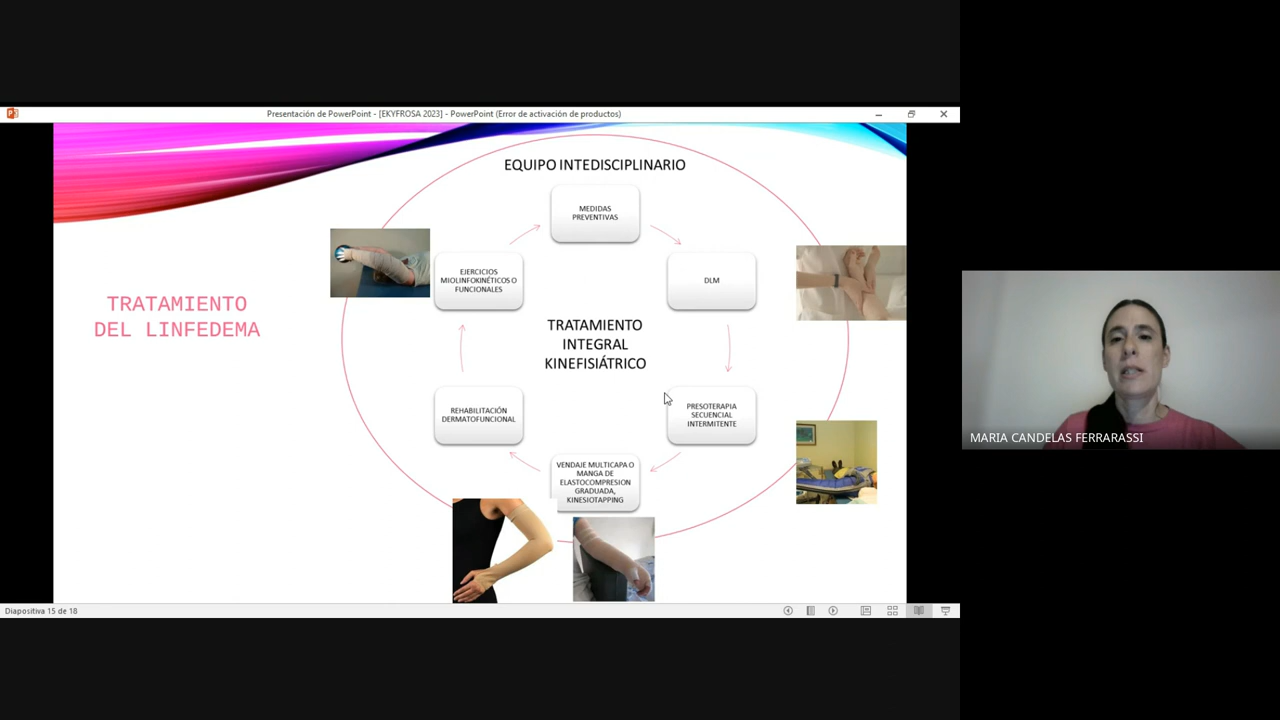 Presentación de PowerPoint - [EKYFROSA 2023] - PowerPoint (Error de activación de productos)
EQUIPO INTEDISCIPLINARIO
MEDIDAS
PREVENTIVAS
DLM
PRESOTERAPIA
SECUENCIAL
INTERMITENTE
VENDAJE MULTICAPA O
MANGA DE
ELASTOCOMPRESION
GRADUADA,
KINESIOTAPPING
REHABILITACIÓN
DERMATOFUNCIONAL
EJERCICIOS
MIOLINFOKINÉTICOS O
FUNCIONALES
TRATAMIENTO
INTEGRAL
KINEFISIÁTRICO
TRATAMIENTO
DEL LINFEDEMA
MARIA CANDELAS FERRARASSI
Diapositiva 15 de 18